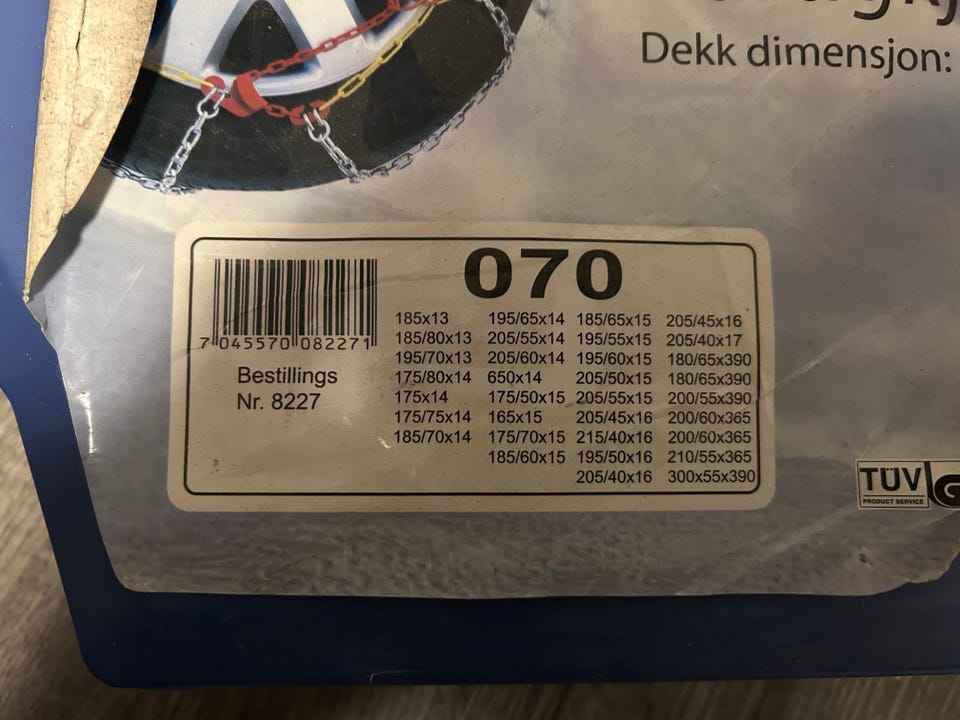 Dekk dimensjon:
070
7 045570 082271
Bestillings
Nr. 8227
185x13
185/80x13
195/70x13
175/80x14
175x14
175/75x14
185/70x14
195/65x14
205/55x14
205/60x14
650x14
175/50x15
165x15
175/70x15
185/60x15
185/65x15
195/55x15
195/60x15
205/50x15
205/55x15
205/45x16
215/40x16
195/50x16
205/40x16
205/45x16
205/40x17
180/65x390
180/65x390
200/55x390
200/60x365
200/60x365
210/55x365
300x55x390
TÜV
PRODUCT SERVICE